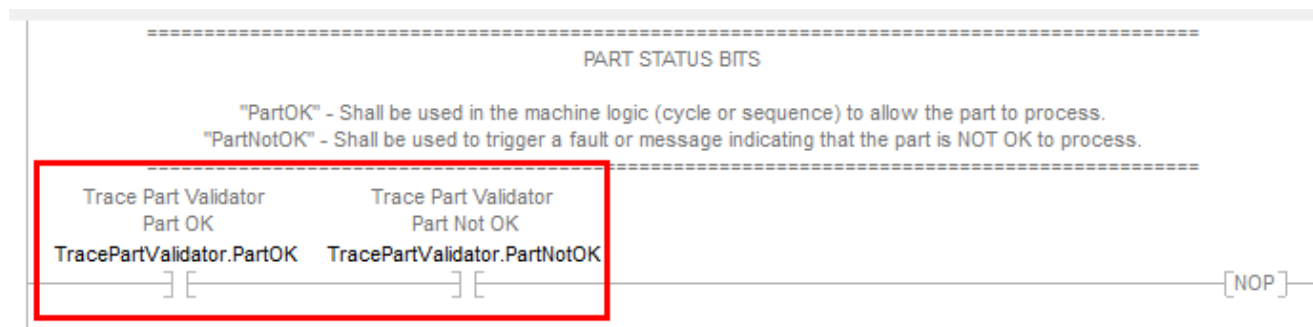 =====================================================================================
PART STATUS BITS
"PartOK" - Shall be used in the machine logic (cycle or sequence) to allow the part to process.
"PartNotOK" - Shall be used to trigger a fault or message indicating that the part is NOT OK to process.
=====================================================================================
Trace Part Validator
Part OK
TracePartValidator.PartOK
Trace Part Validator
Part Not OK
TracePartValidator.PartNotOK
NOP